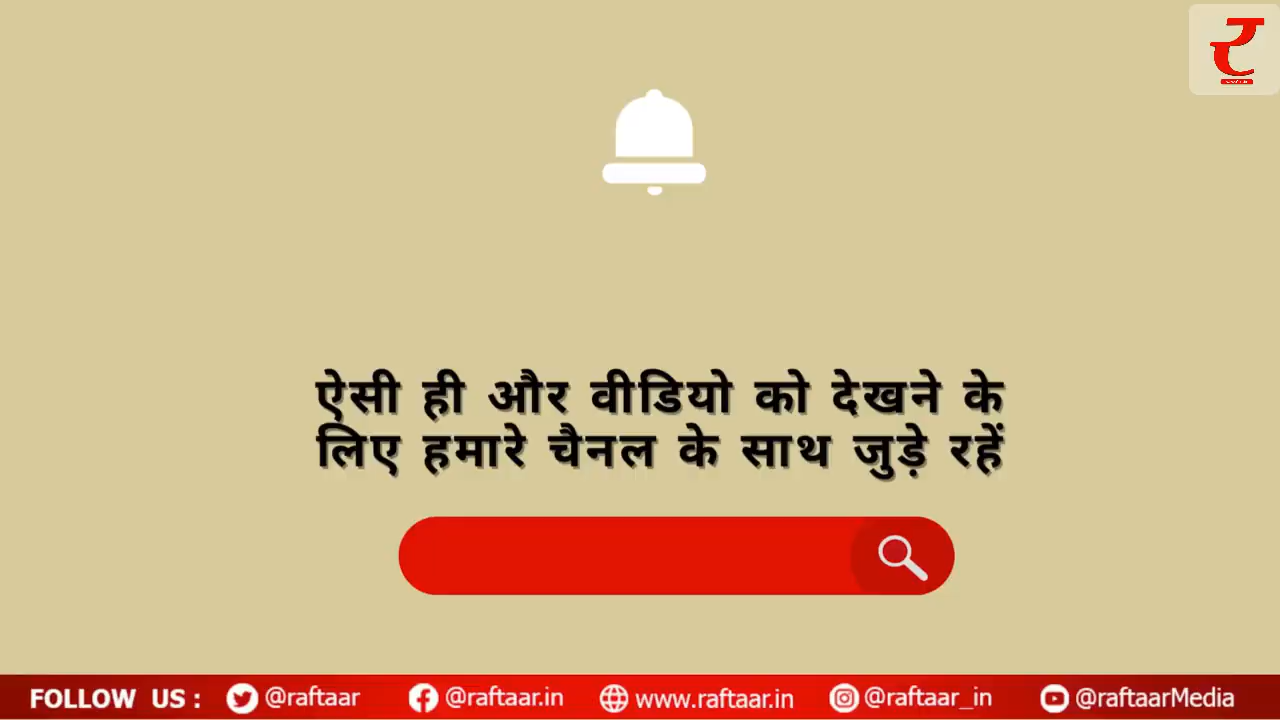 ऐसी ही और वीडियो को देखने के
लिए हमारे चैनल के साथ जुड़े रहें
FOLLOW US : @raftaar @raftaar.in www.raftaar.in @raftaar_in @raftaarMedia